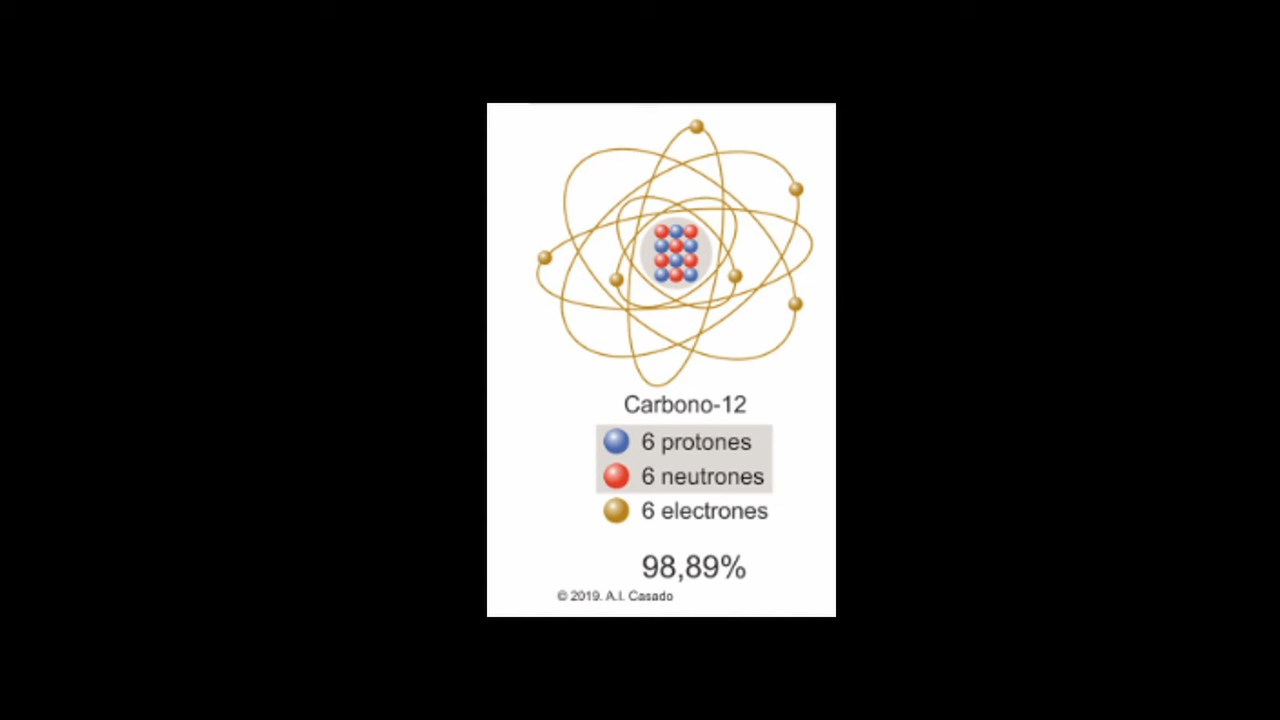 Carbono-12
6 protones
6 neutrones
6 electrones
98,89%
© 2019. A.I. Casado